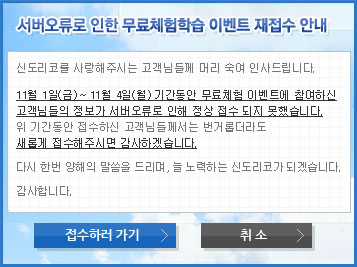 서버오류로 인한 무료체험학습 이벤트 재접수 안내
신도리코를 사랑해주시는 고객님들께 머리 숙여 인사드립니다.
11월 1일(금) ~ 11월 4일(월) 기간동안 무료체험 이벤트에 참여하신
고객님들의 정보가 서버오류로 인해 정상 접수 되지 못했습니다.
위 기간동안 접수하신 고객님들께서는 번거롭더라도
새롭게 접수해주시면 감사하겠습니다.
다시 한번 양해의 말씀을 드리며, 늘 노력하는 신도리코가 되겠습니다.
감사합니다.
접수하러 가기
취 소